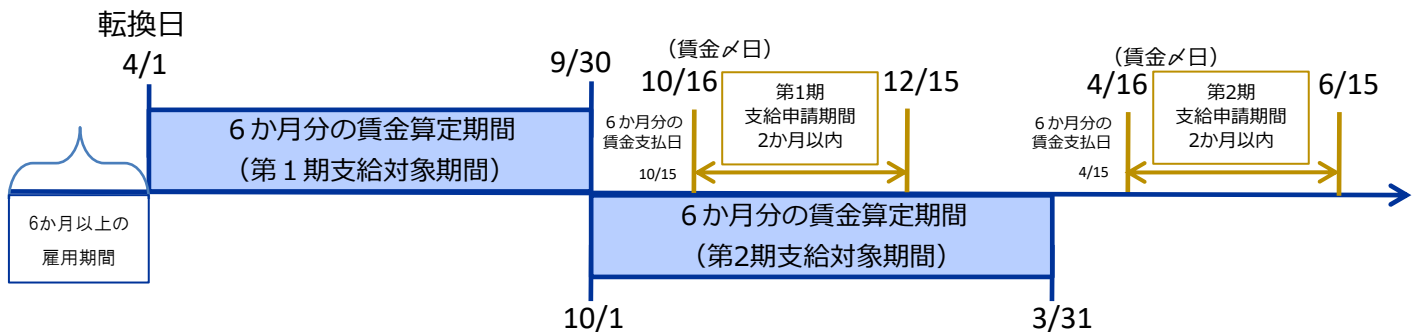 転換日
4/1
9/30
(賃金〆日)
10/16
第1期
支給申請期間
2か月以内
12/15
(賃金〆日)
4/16
第2期
支給申請期間
2か月以内
6/15
6か月分の賃金算定期間
(第１期支給対象期間)
6か月分の
賃金支払日
10/15
6か月分の
賃金支払日
4/15
6か月以上の
雇用期間
6か月分の賃金算定期間
(第2期支給対象期間)
10/1
3/31